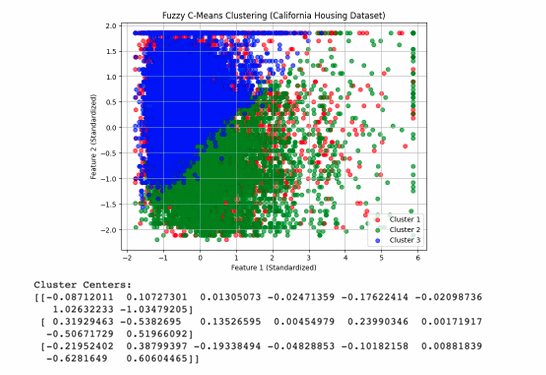 Fuzzy C-Means Clustering (California Housing Dataset)
2.0
1.5
1.0
0.5
0.0
−0.5
−1.0
−1.5
−2.0
Feature 2 (Standardized)
Cluster 1
Cluster 2
Cluster 3
−2 −1 0 1 2 3 4 5 6
Feature 1 (Standardized)
Cluster Centers:
[[-0.08712011 0.10727301 0.01305073 -0.02471359 -0.17622414 -0.02098736
1.02632233 -1.03479205]
[ 0.31929463 -0.5382695 0.13526595 0.00454979 0.23990346 0.00171917
-0.50671729 0.51966092]
[-0.21952402 0.38799397 -0.19338494 -0.04828853 -0.10182158 0.00881839
-0.6281649 0.60604465]]